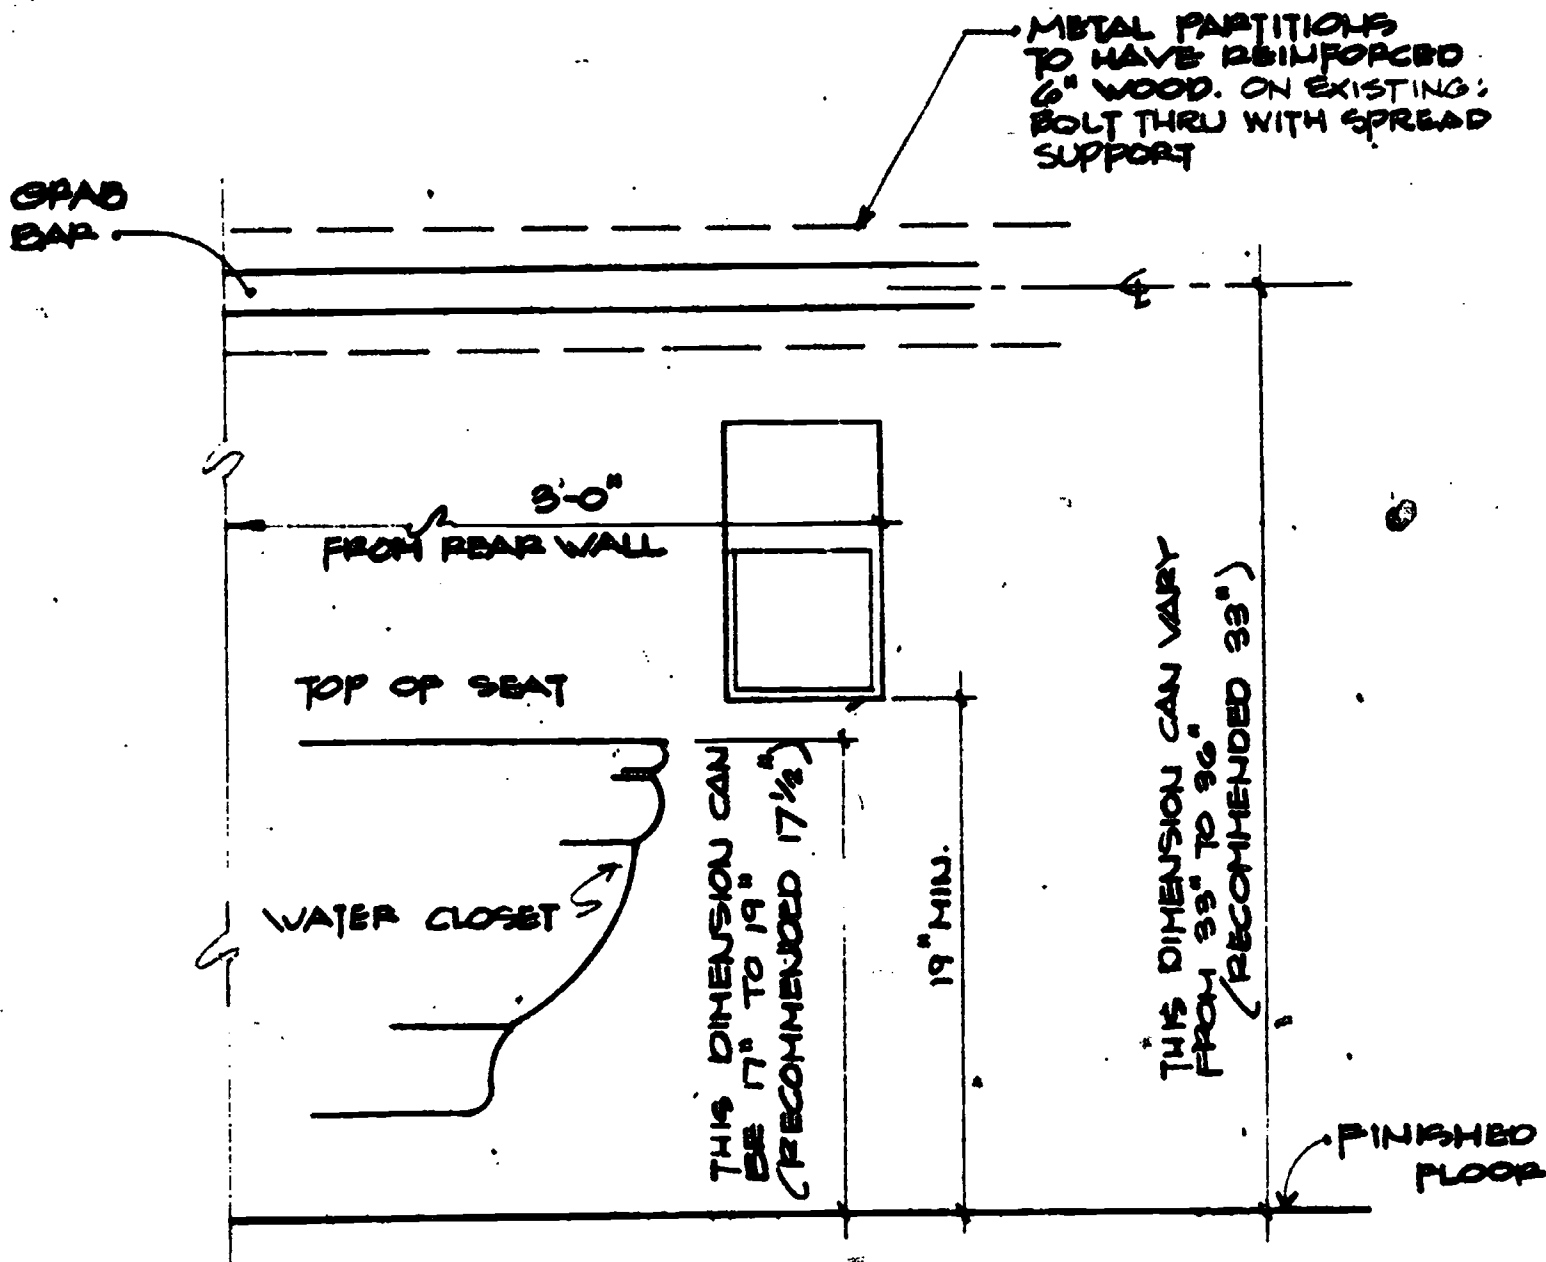 METAL PARTITIONS
TO HAVE REINFORCED
6" WOOD. ON EXISTING:
BOLT THRU WITH SPREAD
SUPPORT
GRAB
BAR
℄
3'-0"
FROM REAR WALL
TOP OF SEAT
WATER CLOSET
THIS DIMENSION CAN
BE 17" TO 19"
(RECOMMENDED 17½")
19" MIN.
THIS DIMENSION CAN VARY
FROM 33" TO 36"
(RECOMMENDED 33")
FINISHED
FLOOR